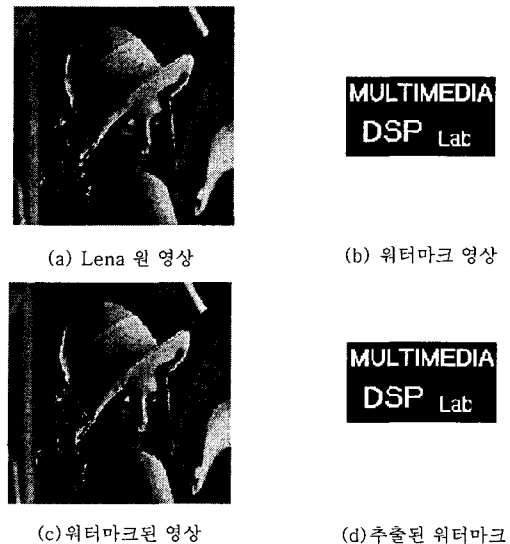 MULTIMEDIA
DSP Lab
(a) Lena 원 영상
(b) 워터마크 영상
MULTIMEDIA
DSP Lab
(c)워터마크된 영상
(d)추출된 워터마크